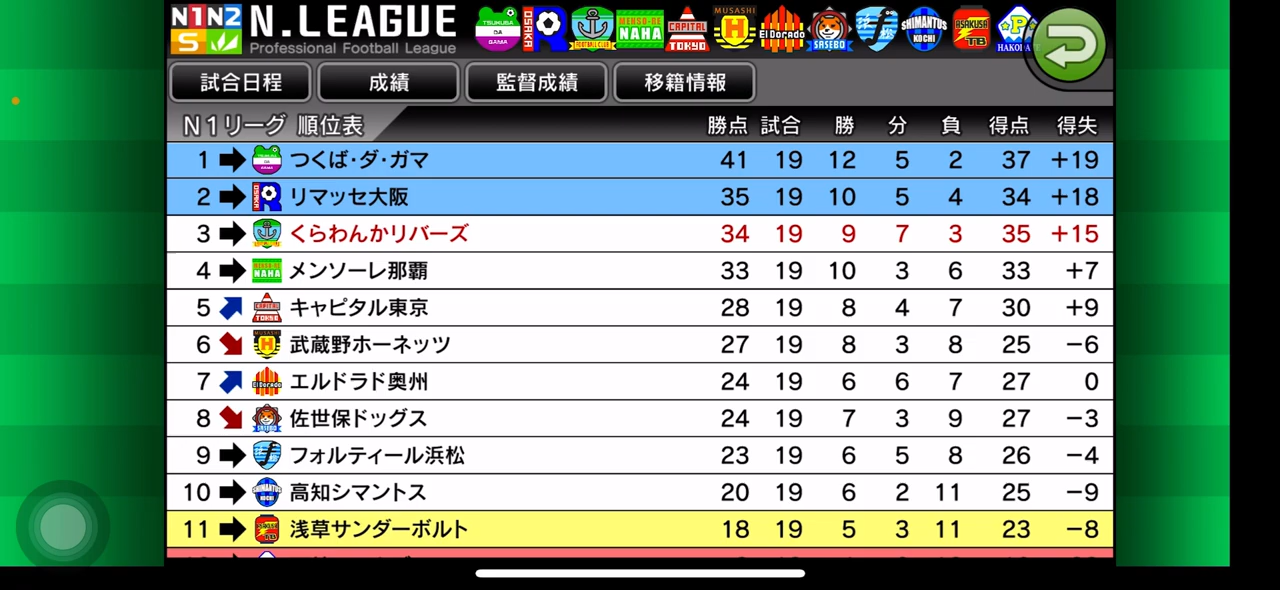 N1 N2 S N. LEAGUE
Professional Football League
TSUKUBA DA GAMA OSAKA R FOOTBALL CLUB MENSO-RE NAHA CAPITAL TOKYO MUSASHI H El Dorado SASEBO SHIMANTUS KOCHI ASAKUSA TB P
試合日程 成績 監督成績 移籍情報
N1リーグ 順位表 勝点 試合 勝 分 負 得点 得失
1 つくば・ダ・ガマ 41 19 12 5 2 37 +19
2 リマッセ大阪 35 19 10 5 4 34 +18
3 くらわんかリバーズ 34 19 9 7 3 35 +15
4 メンソーレ那覇 33 19 10 3 6 33 +7
5 キャピタル東京 28 19 8 4 7 30 +9
6 武蔵野ホーネッツ 27 19 8 3 8 25 −6
7 エルドラド奥州 24 19 6 6 7 27 0
8 佐世保ドッグス 24 19 7 3 9 27 −3
9 フォルティール浜松 23 19 6 5 8 26 −4
10 高知シマントス 20 19 6 2 11 25 −9
11 浅草サンダーボルト 18 19 5 3 11 23 −8